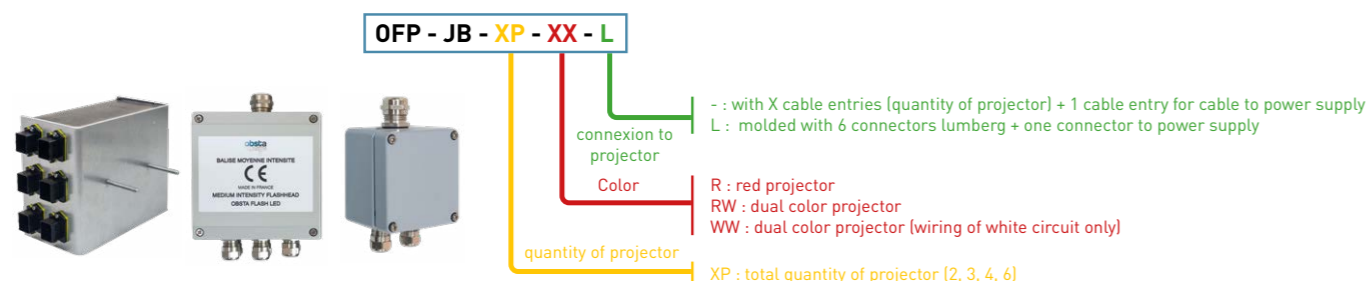 OFP - JB - XP - XX - L
- : with X cable entries (quantity of projector) + 1 cable entry for cable to power supply
L : molded with 6 connectors lumberg + one connector to power supply
connexion to
projector
Color
R : red projector
RW : dual color projector
WW : dual color projector (wiring of white circuit only)
quantity of projector
XP : total quantity of projector (2, 3, 4, 6)
obsta
BALISE MOYENNE INTENSITE
CE
MADE IN FRANCE
MEDIUM INTENSITY FLASHHEAD
OBSTA FLASH LED